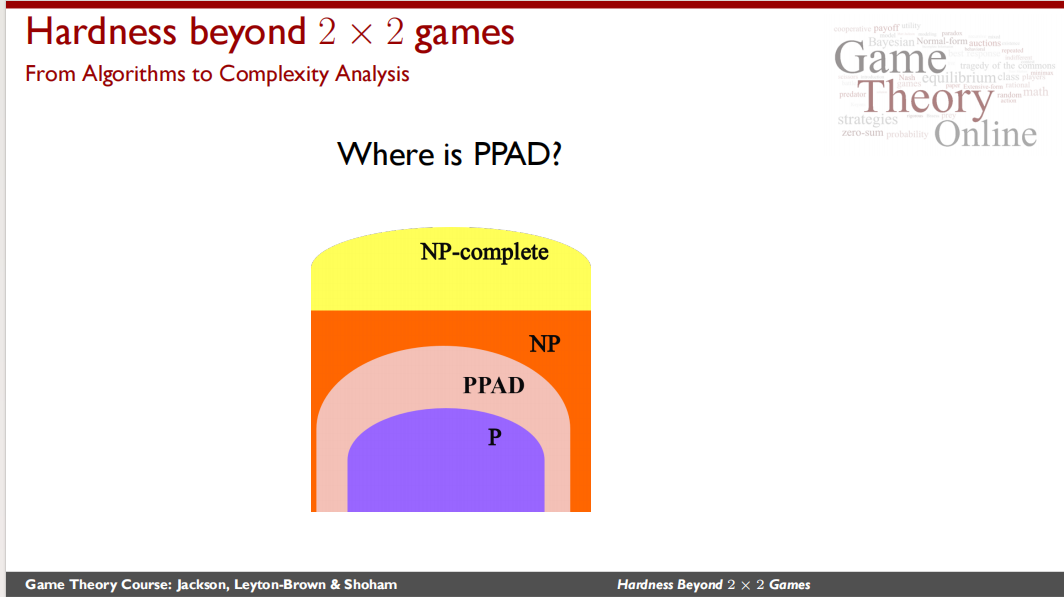 Hardness beyond 2 × 2 games
From Algorithms to Complexity Analysis
cooperative payoff utility
Bayesian Normal-form auctions
Game
tragedy of the commons
Nash equilibrium class players
games
Theory
predator
random math
strategies
zero-sum probability
Online
Where is PPAD?
NP-complete
NP
PPAD
P
Game Theory Course: Jackson, Leyton-Brown & Shoham
Hardness Beyond 2 × 2 Games